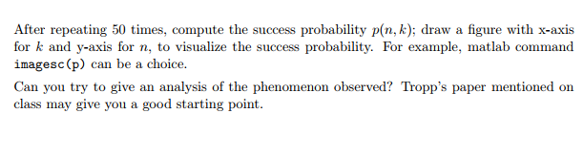 After repeating 50 times, compute the success probability p(n, k); draw a figure with x-axis
for k and y-axis for n, to visualize the success probability. For example, matlab command
imagesc(p) can be a choice.
Can you try to give an analysis of the phenomenon observed? Tropp's paper mentioned on
class may give you a good starting point.